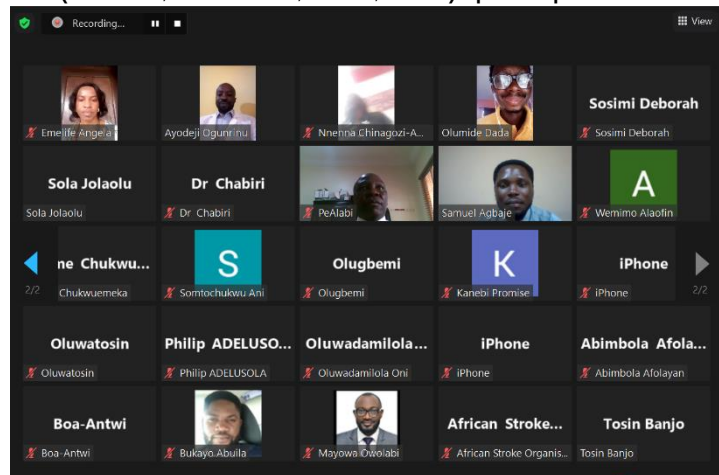 Recording...
View
Emelife Angela
Ayodeji Ogunrinu
Nnenna Chinagozi-A...
Olumide Dada
Sosimi Deborah
Sosimi Deborah
Sola Jolaolu
Sola Jolaolu
Dr Chabiri
Dr Chabiri
PeAlabi
Samuel Agbaje
A
Wemimo Alaofin
2/2
ne Chukwu...
Chukwuemeka
S
Somtochukwu Ani
Olugbemi
Olugbemi
K
Kanebi Promise
iPhone
iPhone
2/2
Oluwatosin
Oluwatosin
Philip ADELUSO...
Philip ADELUSOLA
Oluwadamilola...
Oluwadamilola Oni
iPhone
iPhone
Abimbola Afola...
Abimbola Afolayan
Boa-Antwi
Boa-Antwi
Bukayo Abuila
Mayowa Owolabi
African Stroke...
African Stroke Organis...
Tosin Banjo
Tosin Banjo